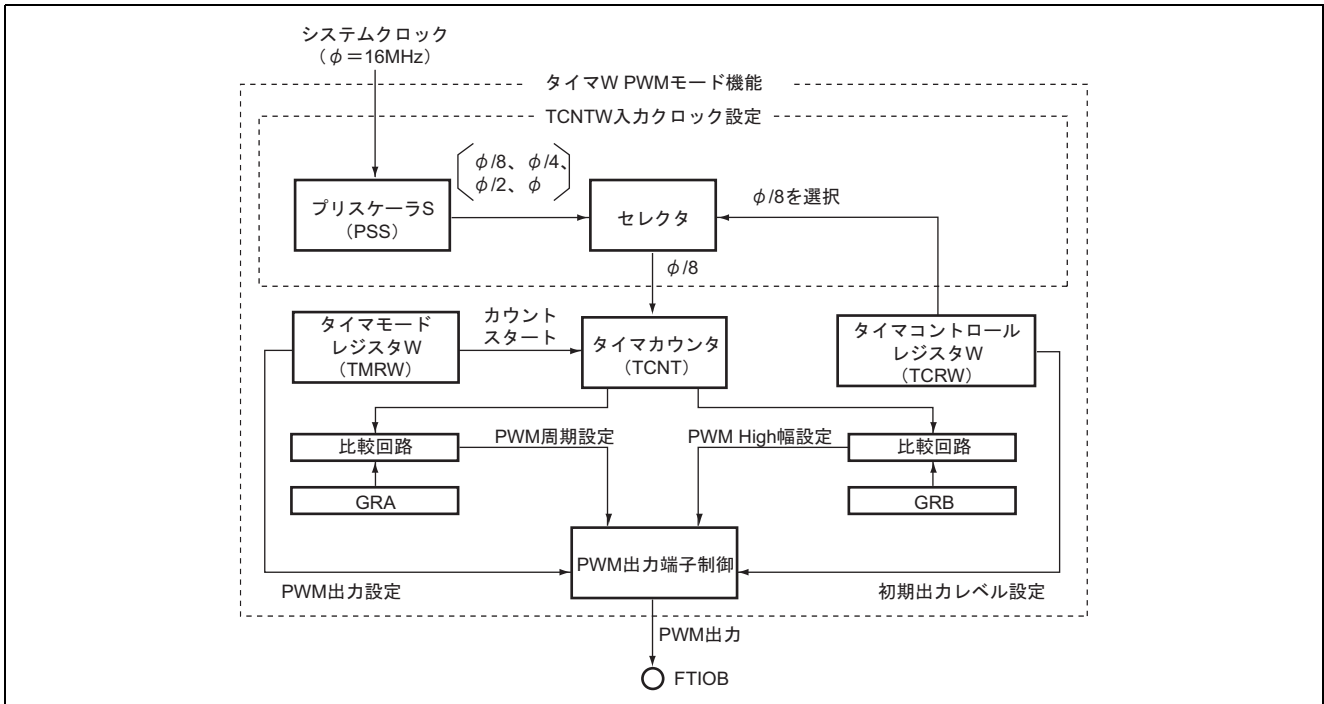 システムクロック
（φ＝16MHz）
タイマW PWMモード機能
TCNTW入力クロック設定
φ/8、φ/4、
φ/2、φ
プリスケーラS
（PSS）
セレクタ
φ/8を選択
φ/8
タイマモード
レジスタW
（TMRW）
カウント
スタート
タイマカウンタ
（TCNT）
タイマコントロール
レジスタW
（TCRW）
比較回路
PWM周期設定
PWM High幅設定
比較回路
GRA
GRB
PWM出力端子制御
PWM出力設定
初期出力レベル設定
PWM出力
FTIOB